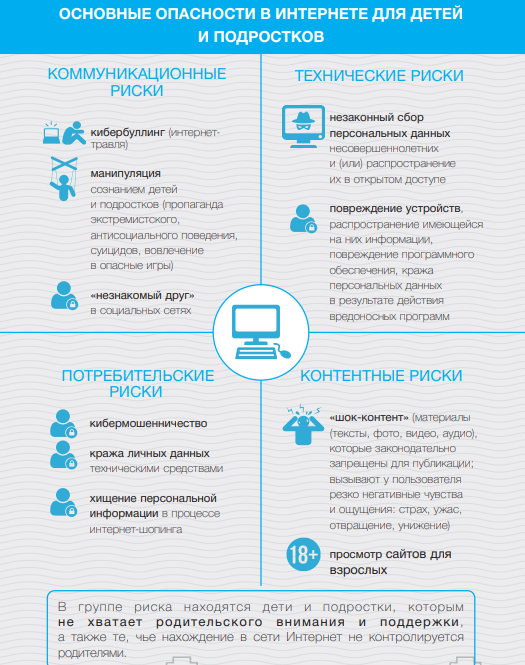 ОСНОВНЫЕ ОПАСНОСТИ В ИНТЕРНЕТЕ ДЛЯ ДЕТЕЙ
И ПОДРОСТКОВ
КОММУНИКАЦИОННЫЕ
РИСКИ
кибербуллинг (интернет-
травля)
манипуляция
сознанием детей
и подростков (пропаганда
экстремистского,
антисоциального поведения,
суицидов, вовлечение
в опасные игры)
«незнакомый друг»
в социальных сетях
ТЕХНИЧЕСКИЕ РИСКИ
незаконный сбор
персональных данных
несовершеннолетних
и (или) распространение
их в открытом доступе
повреждение устройств,
распространение имеющейся
на них информации,
повреждение программного
обеспечения, кража
персональных данных
в результате действия
вредоносных программ
ПОТРЕБИТЕЛЬСКИЕ
РИСКИ
кибермошенничество
кража личных данных
техническими средствами
хищение персональной
информации в процессе
интернет-шопинга
КОНТЕНТНЫЕ РИСКИ
«шок-контент» (материалы
(тексты, фото, видео, аудио),
которые законодательно
запрещены для публикации;
вызывают у пользователя
резко негативные чувства
и ощущения: страх, ужас,
отвращение, унижение)
18+
просмотр сайтов для
взрослых
В группе риска находятся дети и подростки, которым
не хватает родительского внимания и поддержки,
а также те, чье нахождение в сети Интернет не контролируется
родителями.